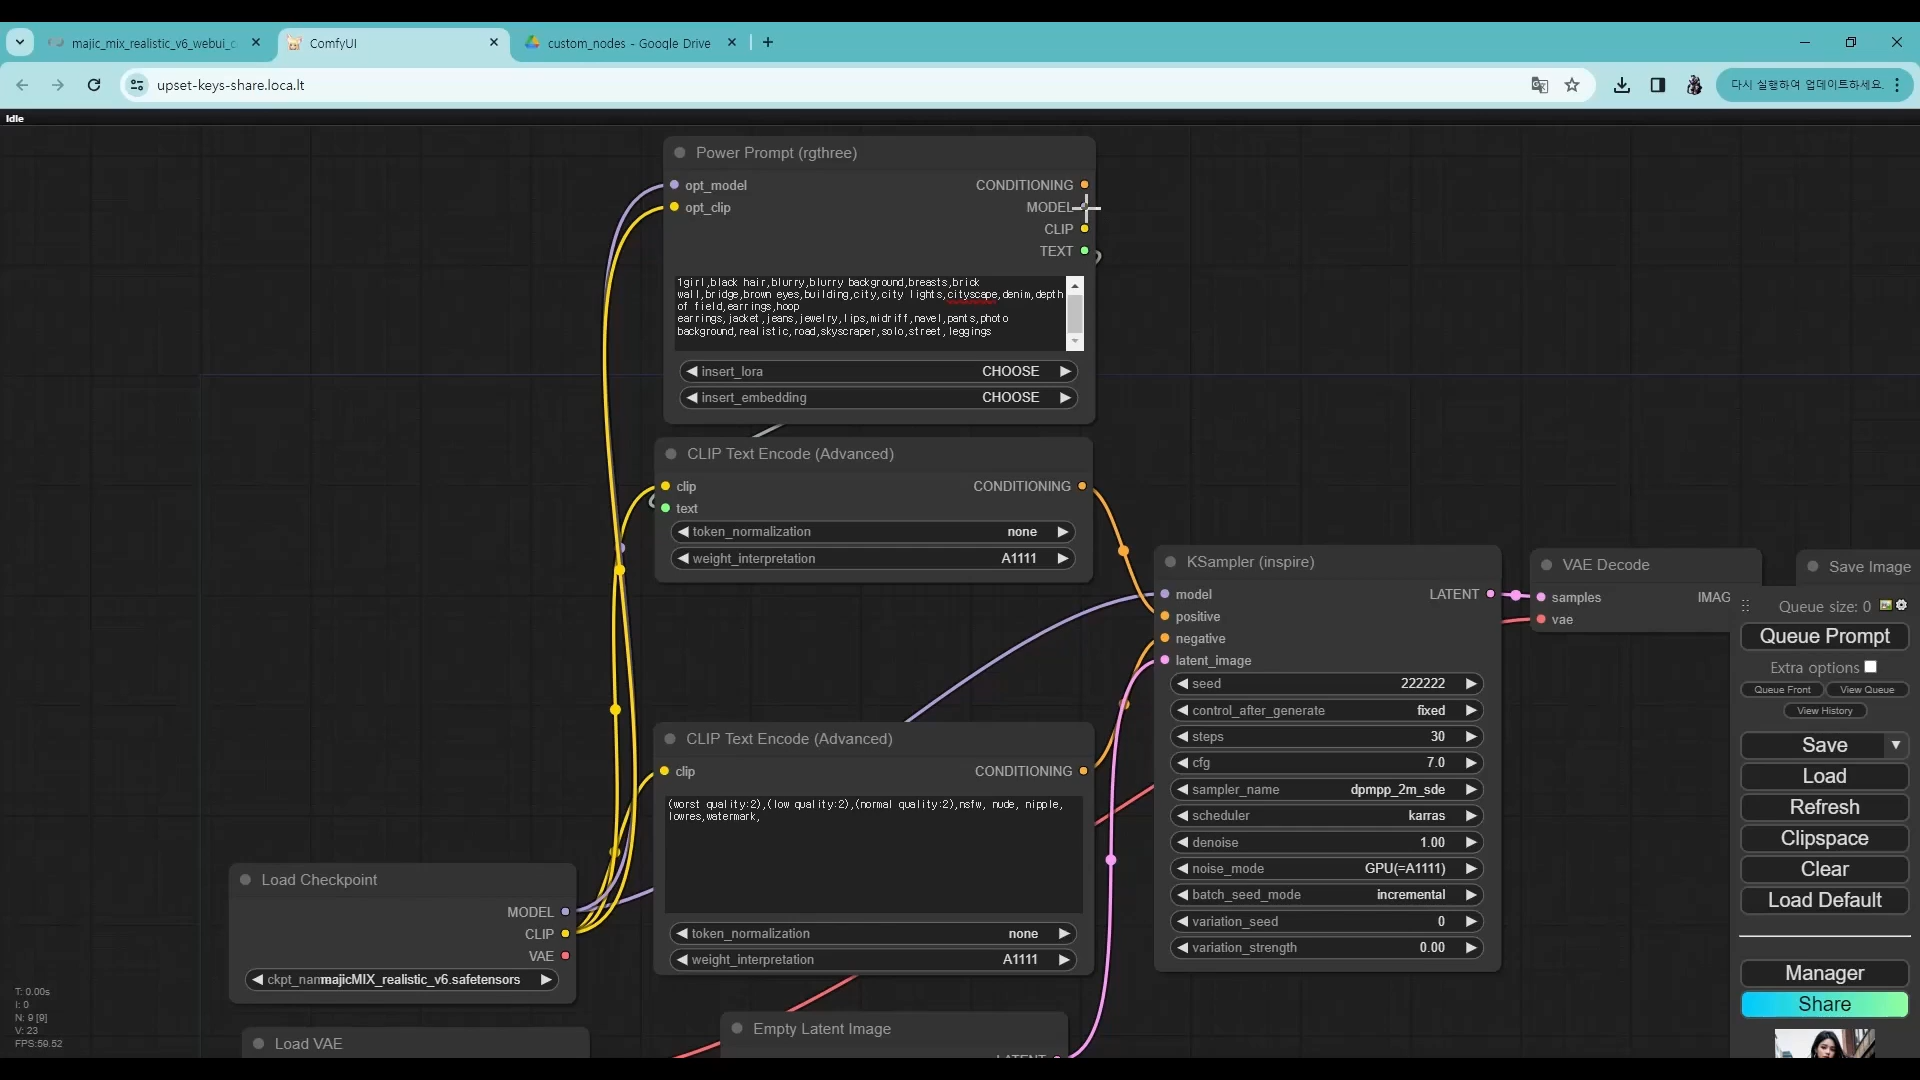 majic_mix_realistic_v6_webui_c
ComfyUI
custom_nodes - Google Drive
upset-keys-share.loca.lt
다시 실행하여 업데이트하세요.
Idle
Power Prompt (rgthree)
opt_model
CONDITIONING
opt_clip
MODEL
CLIP
TEXT
1girl,black hair,blurry,blurry background,breasts,brick
wall,bridge,brown eyes,building,city,city lights,cityscape,denim,depth
of field,earrings,hoop
earrings,jacket,jeans,jewelry,lips,midriff,navel,pants,photo
background,realistic,road,skyscraper,solo,street, leggings
insert_lora CHOOSE
insert_embedding CHOOSE
CLIP Text Encode (Advanced)
clip
CONDITIONING
text
token_normalization none
weight_interpretation A1111
KSampler (inspire)
model
LATENT
positive
negative
latent_image
seed 222222
control_after_generate fixed
steps 30
cfg 7.0
sampler_name dpmpp_2m_sde
scheduler karras
denoise 1.00
noise_mode GPU(=A1111)
batch_seed_mode incremental
variation_seed 0
variation_strength 0.00
VAE Decode
samples
IMAG
vae
Save Image
CLIP Text Encode (Advanced)
clip
CONDITIONING
(worst quality:2),(low quality:2),(normal quality:2),nsfw, nude, nipple,
lowres,watermark,
token_normalization none
weight_interpretation A1111
Load Checkpoint
MODEL
CLIP
VAE
ckpt_nam majicMIX_realistic_v6.safetensors
Load VAE
Empty Latent Image
LATENT
Queue size: 0
Queue Prompt
Extra options
Queue Front
View Queue
View History
Save
Load
Refresh
Clipspace
Clear
Load Default
Manager
Share
T: 0.00s
I: 0
N: 9 [9]
V: 23
FPS:59.52